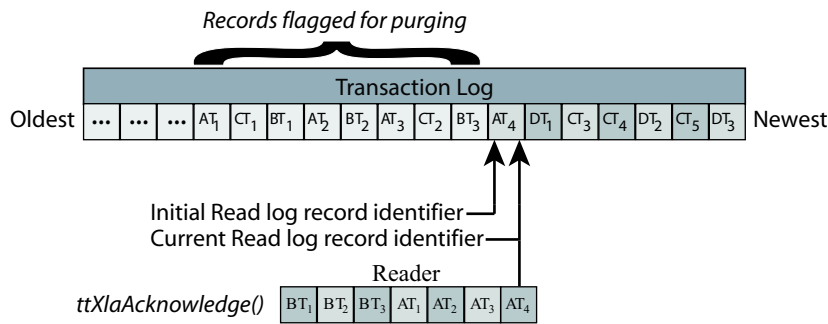 Records flagged for purging
Transaction Log
Oldest ... ... ... AT1 CT1 BT1 AT2 BT2 AT3 CT2 BT3 AT4 DT1 CT3 CT4 DT2 CT5 DT3 Newest
Initial Read log record identifier
Current Read log record identifier
Reader
ttXlaAcknowledge() BT1 BT2 BT3 AT1 AT2 AT3 AT4